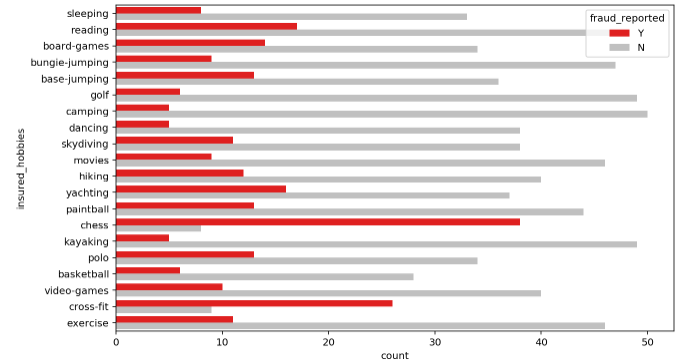 fraud_reported
Y
N
insured_hobbies
sleeping
reading
board-games
bungie-jumping
base-jumping
golf
camping
dancing
skydiving
movies
hiking
yachting
paintball
chess
kayaking
polo
basketball
video-games
cross-fit
exercise
0 10 20 30 40 50
count